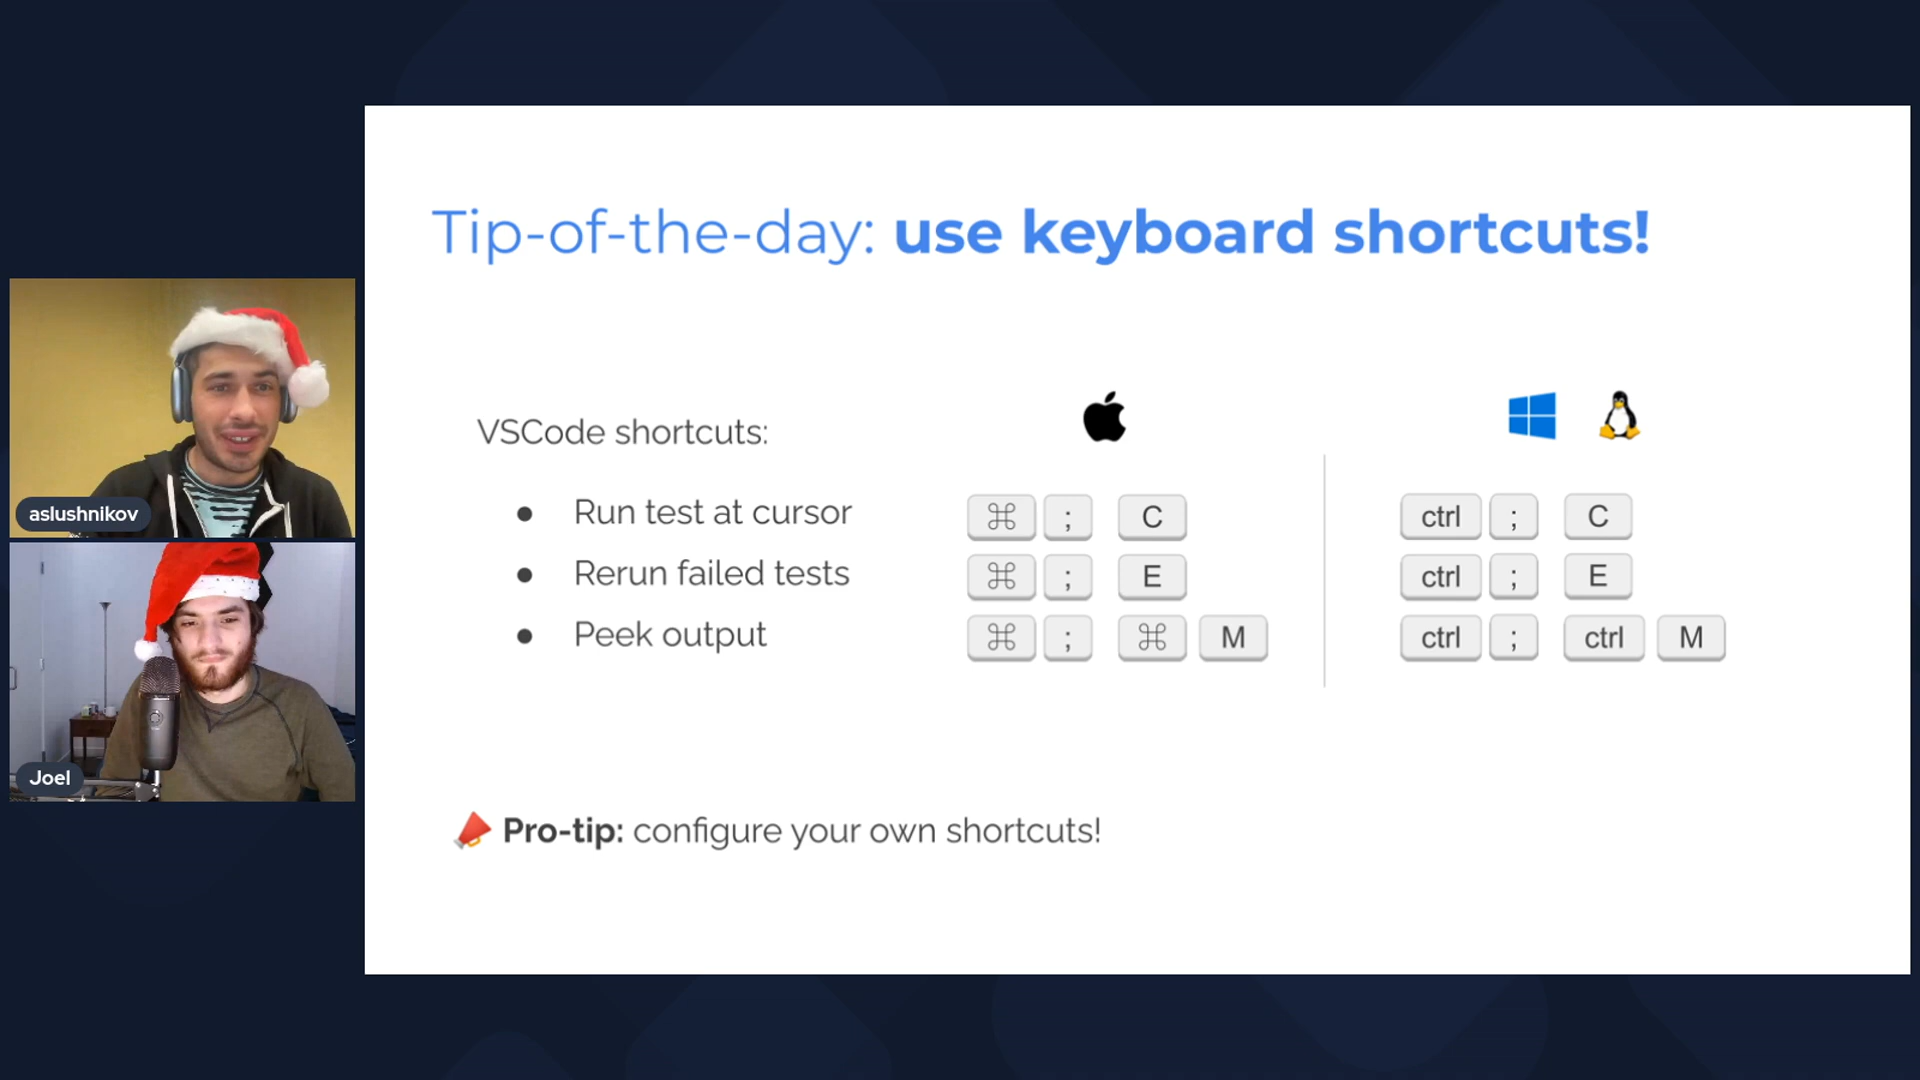 Tip-of-the-day: use keyboard shortcuts!
VSCode shortcuts:
● Run test at cursor ⌘ ; C ctrl ; C
● Rerun failed tests ⌘ ; E ctrl ; E
● Peek output ⌘ ; ⌘ M ctrl ; ctrl M
Pro-tip: configure your own shortcuts!
aslushnikov
Joel